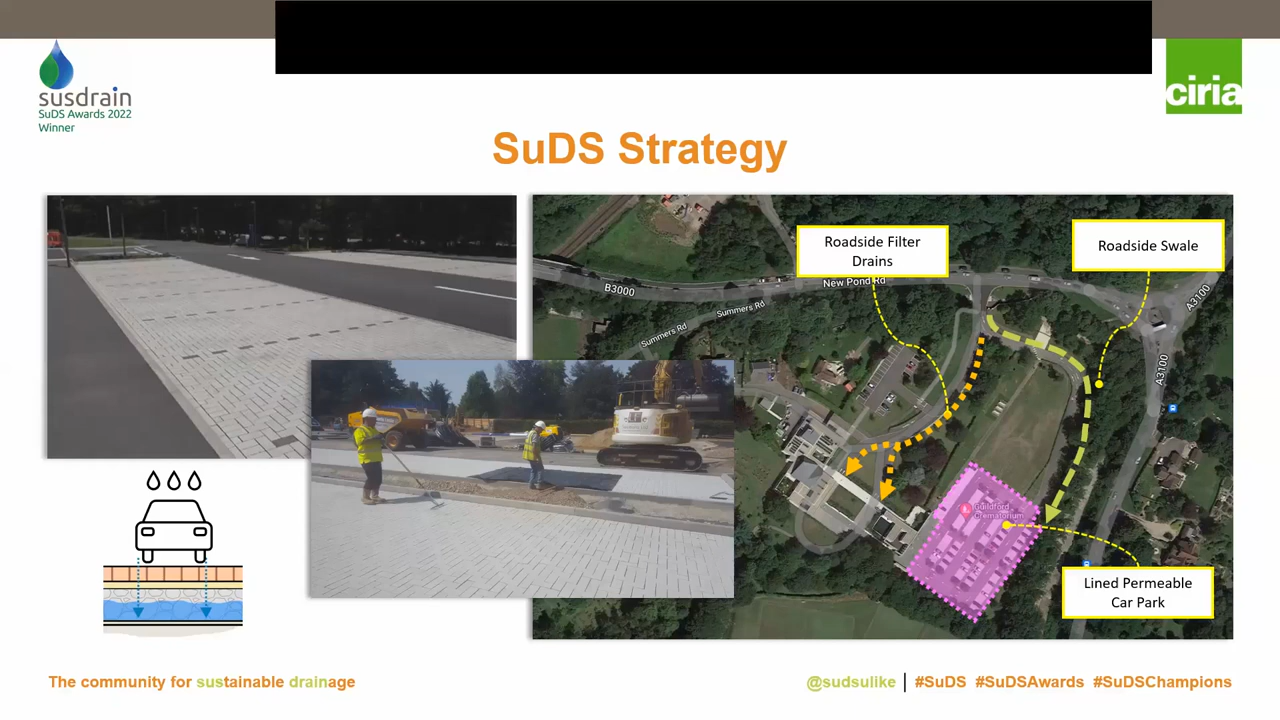 susdrain
SuDS Awards 2022
Winner
ciria
SuDS Strategy
Roadside Filter
Drains
Roadside Swale
B3000
New Pond Rd
Summers Rd
Summers Rd
A3100
A3100
Guildford
Crematorium
Lined Permeable
Car Park
The community for sustainable drainage
@sudsulike | #SuDS #SuDSAwards #SuDSChampions